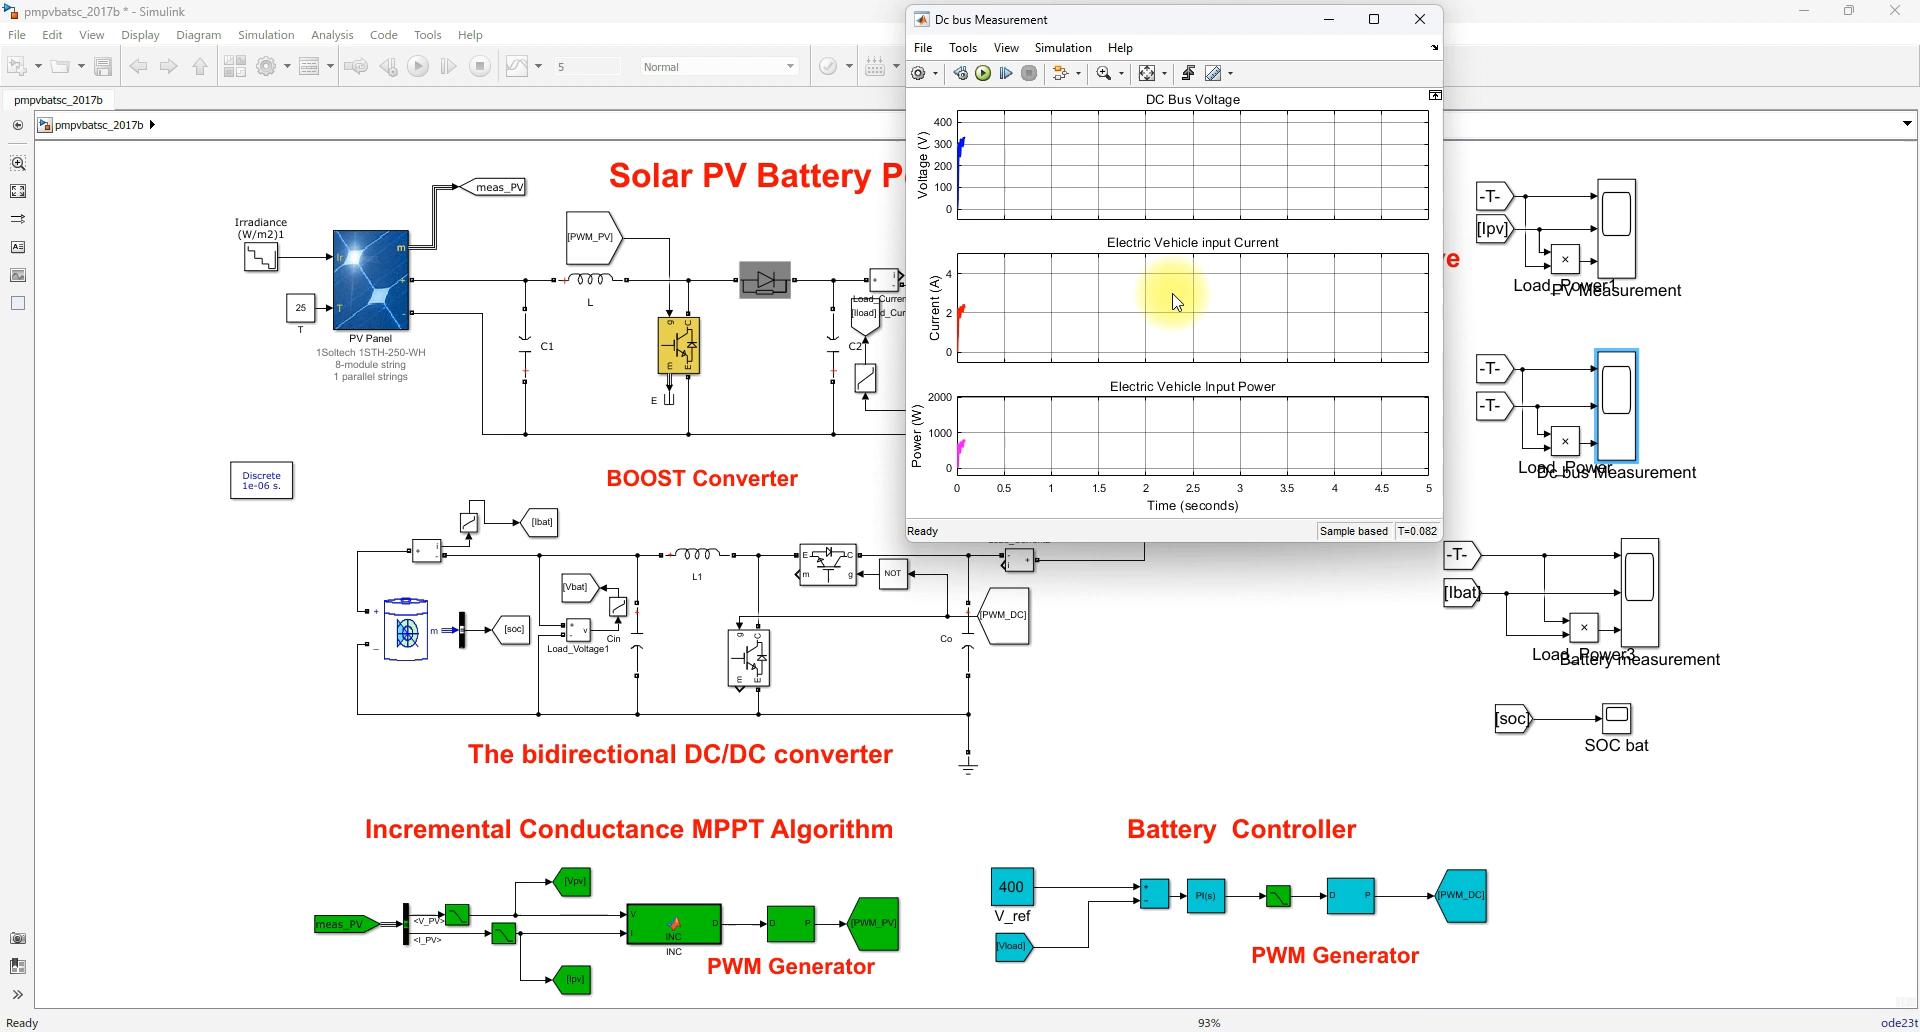 pmpvbatsc_2017b * - Simulink
File Edit View Display Diagram Simulation Analysis Code Tools Help
5
Normal
pmpvbatsc_2017b
pmpvbatsc_2017b
Dc bus Measurement
File Tools View Simulation Help
DC Bus Voltage
Voltage (V)
400
300
200
100
0
Electric Vehicle input Current
Current (A)
4
2
0
Electric Vehicle Input Power
Power (W)
2000
1000
0
0 0.5 1 1.5 2 2.5 3 3.5 4 4.5 5
Time (seconds)
Ready
Sample based
T=0.082
Solar PV Battery P
e
meas_PV
Irradiance
(W/m2)1
Ir
m
+
-
25
T
T
PV Panel
1Soltech 1STH-250-WH
8-module string
1 parallel strings
[PWM_PV]
L
C1
g C
m E
E
C2
+ i
-
[Iload]
BOOST Converter
Discrete
1e-06 s.
[Ibat]
+ i
-
L1
E C
m g
NOT
[Vbat]
[PWM_DC]
+
_
m
[soc]
+ v
-
Load_Voltage1
Cin
g C
m E
Co
-
i +
The bidirectional DC/DC converter
-T-
[Ipv]
×
Load_Power1
PV Measurement
-T-
-T-
×
Load_Power
Dc bus Measurement
-T-
[Ibat]
×
Load_Power3
Battery measurement
[soc]
SOC bat
Incremental Conductance MPPT Algorithm
meas_PV
<V_PV>
<I_PV>
[Vpv]
[Ipv]
V
I
D
INC
INC
D P
[PWM_PV]
PWM Generator
Battery Controller
400
V_ref
[Vload]
+
-
PI(s)
D P
[PWM_DC]
PWM Generator
Ready
93%
ode23t